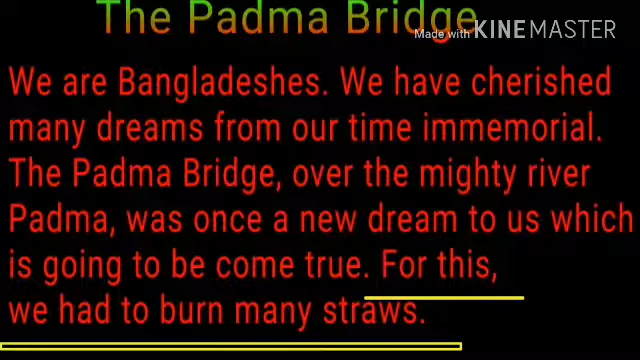 The Padma Bridge
Made with KINEMASTER
We are Bangladeshes. We have cherished
many dreams from our time immemorial.
The Padma Bridge, over the mighty river
Padma, was once a new dream to us which
is going to be come true. For this,
we had to burn many straws.